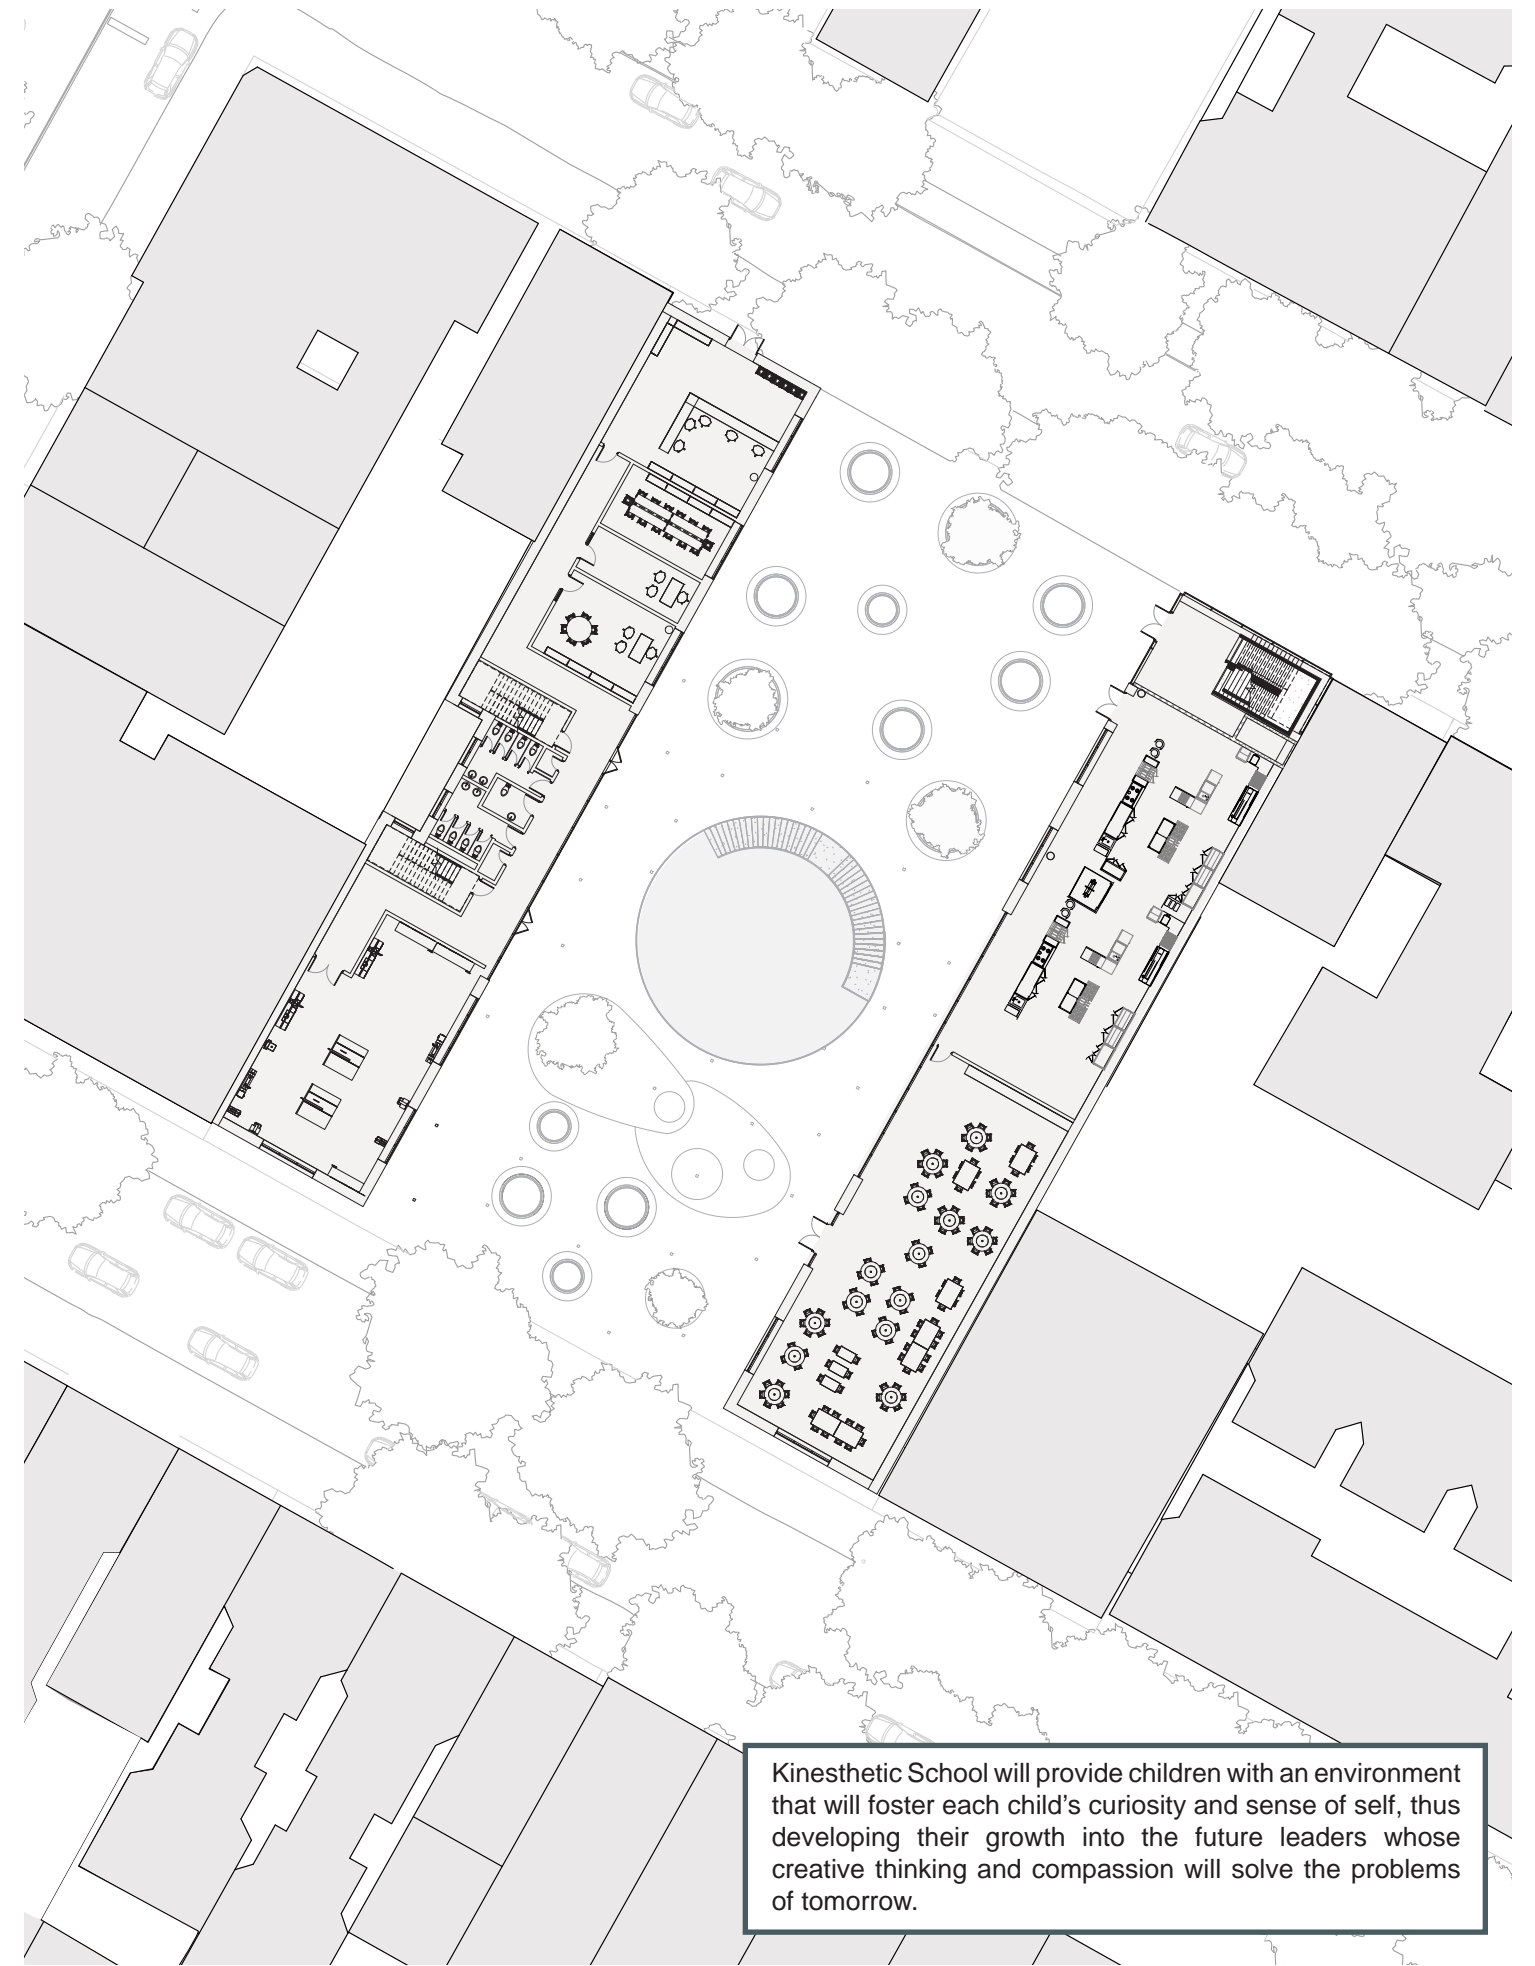 Kinesthetic School will provide children with an environment
that will foster each child's curiosity and sense of self, thus
developing their growth into the future leaders whose
creative thinking and compassion will solve the problems
of tomorrow.